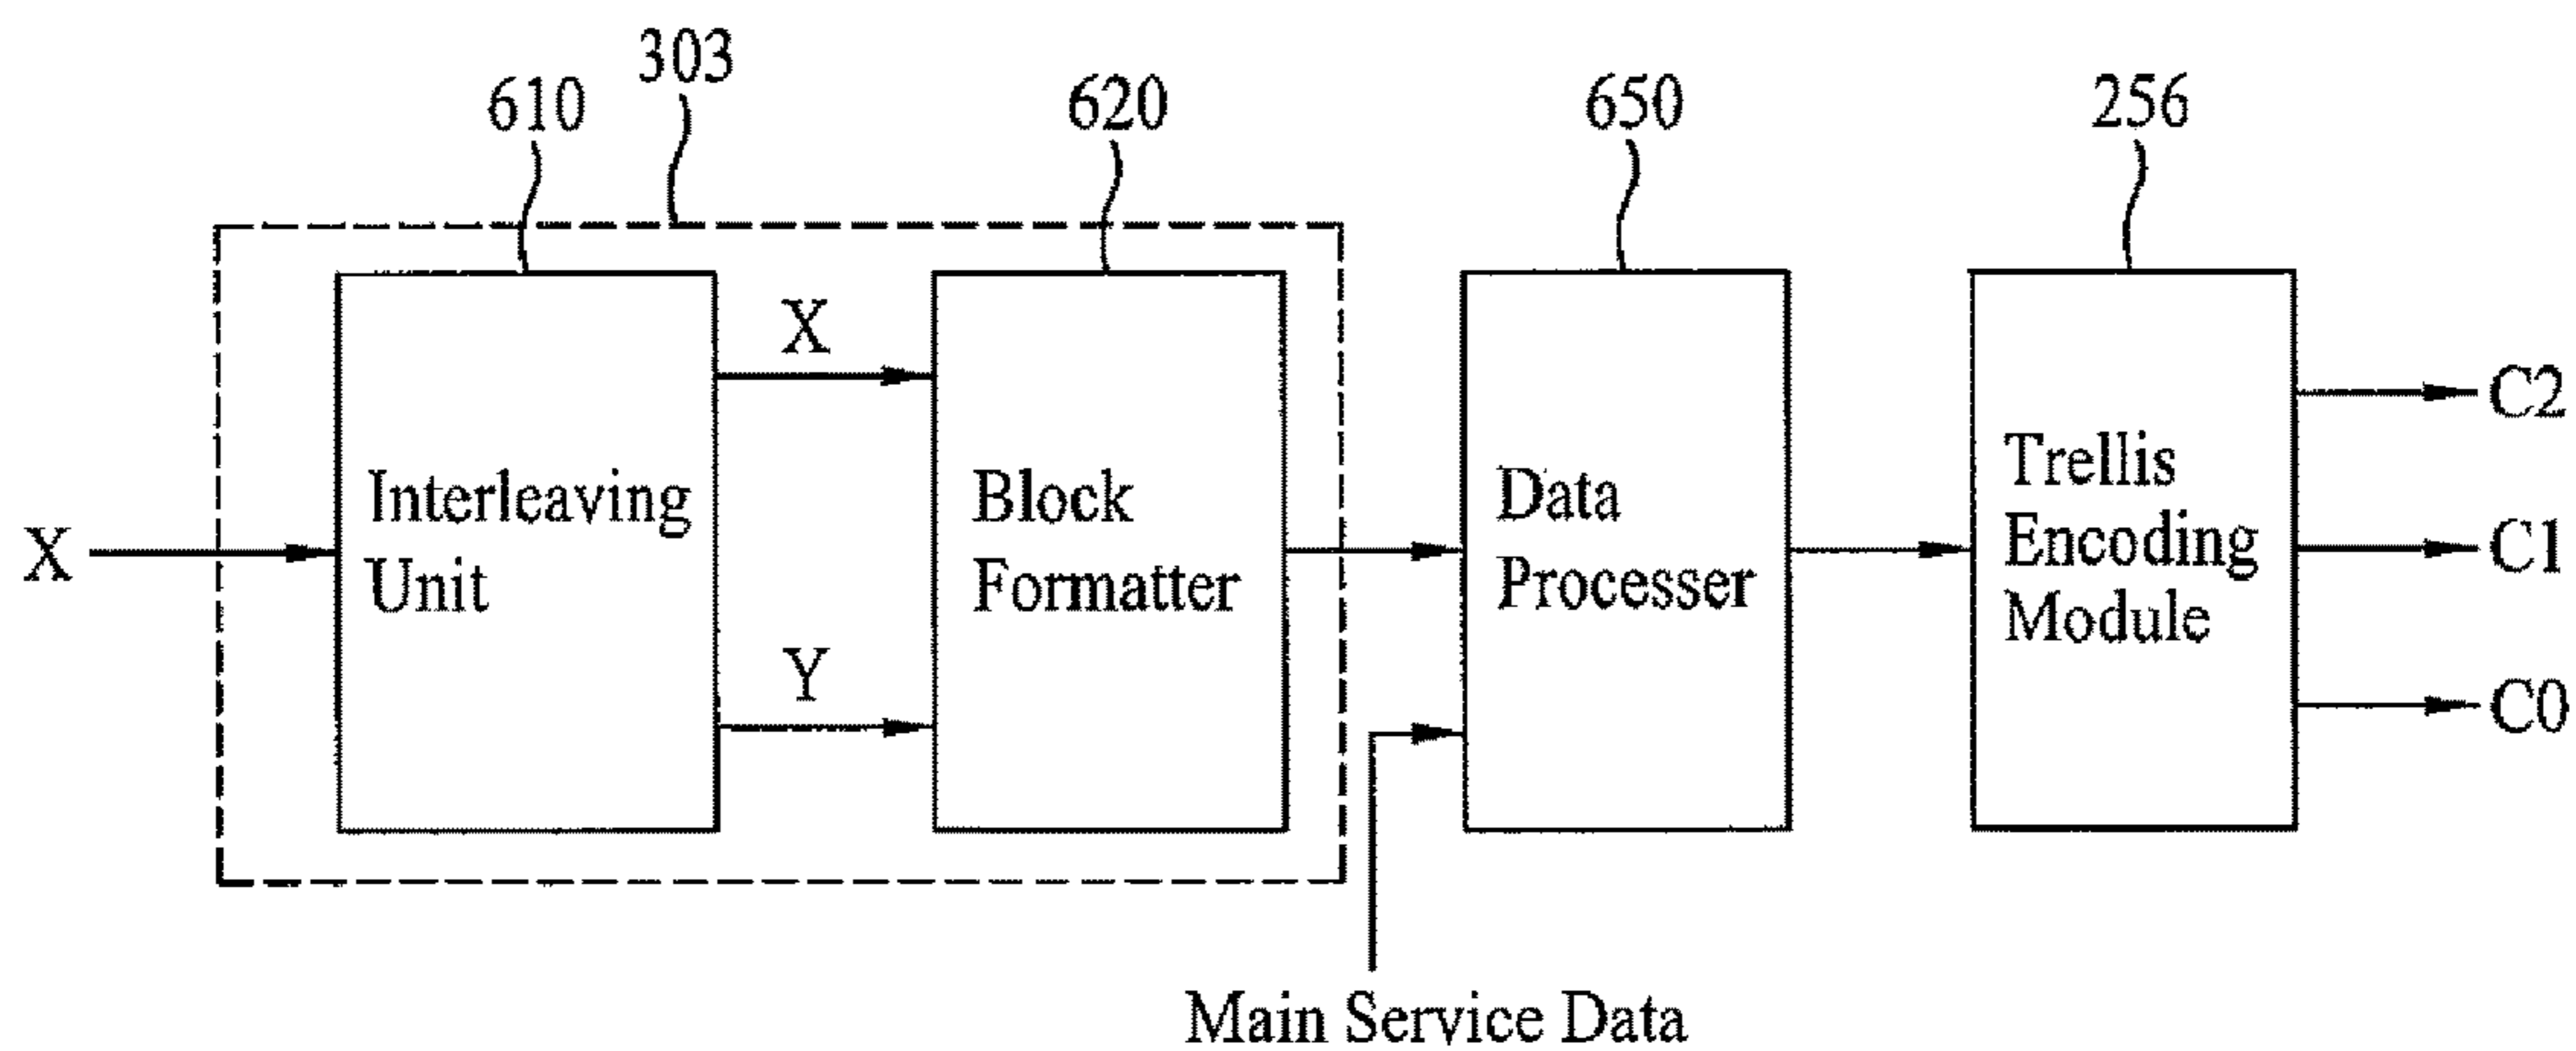 303
610
620
650
256
X
Interleaving
Unit
X
Y
Block
Formatter
Data
Processer
Trellis
Encoding
Module
C2
C1
C0
Main Service Data